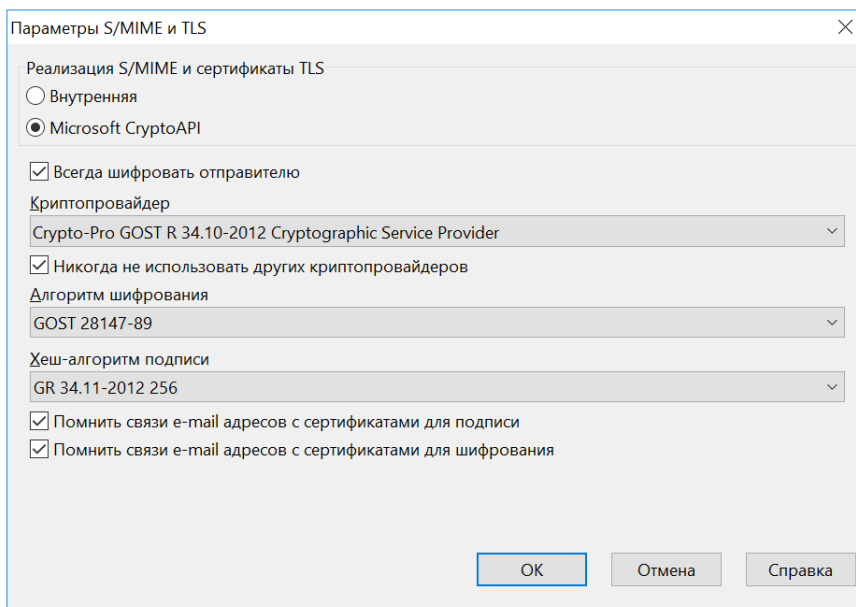 Параметры S/MIME и TLS
Реализация S/MIME и сертификаты TLS
Внутренняя
Microsoft CryptoAPI
Всегда шифровать отправителю
Криптопровайдер
Crypto-Pro GOST R 34.10-2012 Cryptographic Service Provider
Никогда не использовать других криптопровайдеров
Алгоритм шифрования
GOST 28147-89
Хеш-алгоритм подписи
GR 34.11-2012 256
Помнить связи e-mail адресов с сертификатами для подписи
Помнить связи e-mail адресов с сертификатами для шифрования
OK Отмена Справка